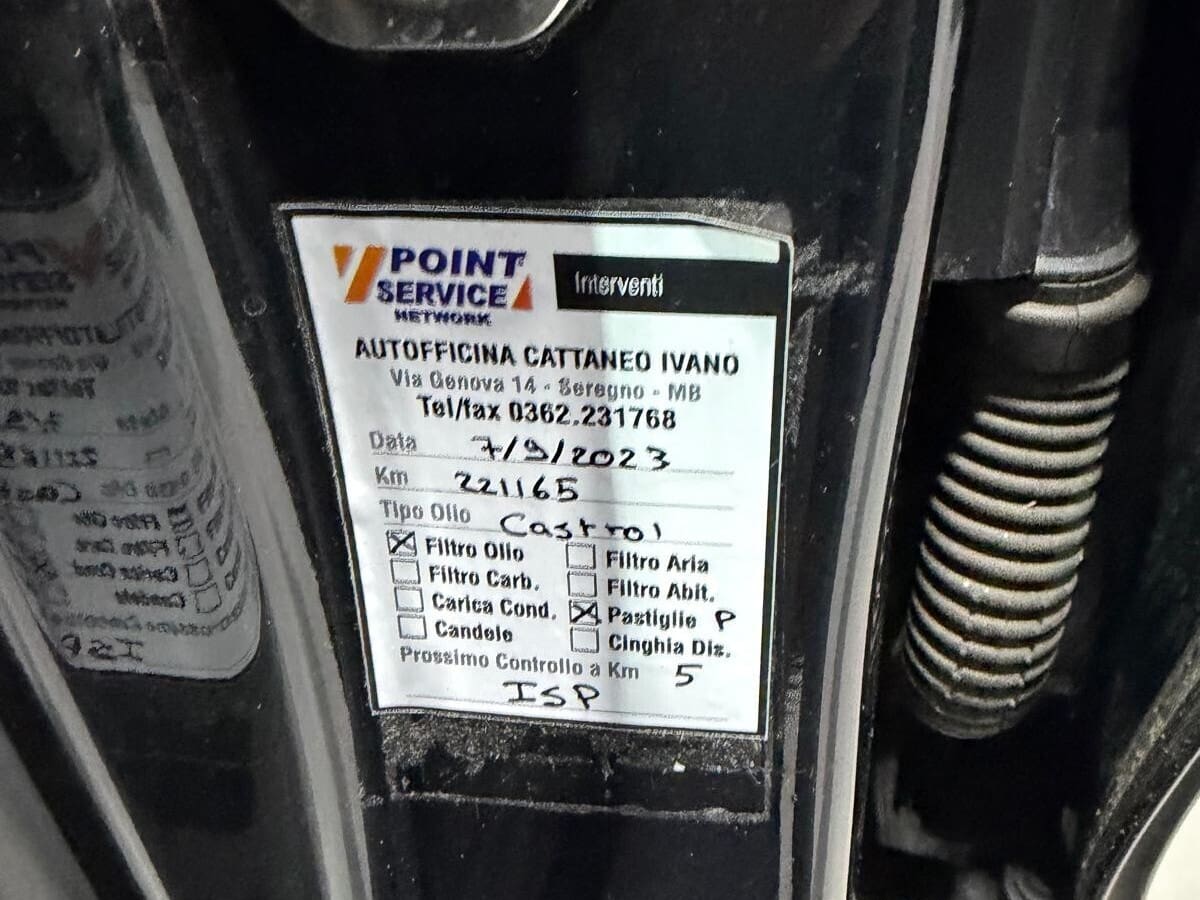 POINT
SERVICE
NETWORK
Interventi
AUTOFFICINA CATTANEO IVANO
Via Genova 14 - Seregno - MB
Tel/fax 0362.231768
Data 7/9/2023
Km 221165
Tipo Olio Castrol
Filtro Olio Filtro Aria
Filtro Carb. Filtro Abit.
Carica Cond. Pastiglie P
Candele Cinghia Dis.
Prossimo Controllo a Km 5
ISP